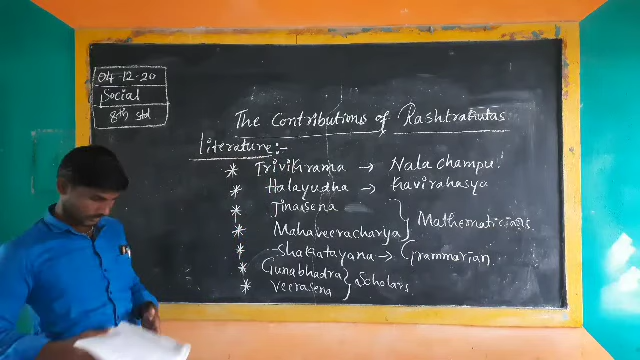 04-12-20
Social
8th std
The Contributions of Rashtrakutas
Literature:-
* Trivikrama → Nala champu.
* Halayudha → Kavirahasya
* Jinasena
* Mahaveeracharya } Mathematicians.
* Shakatayana → Grammarian.
* Gunabhadra
* Veerasena } Scholars.